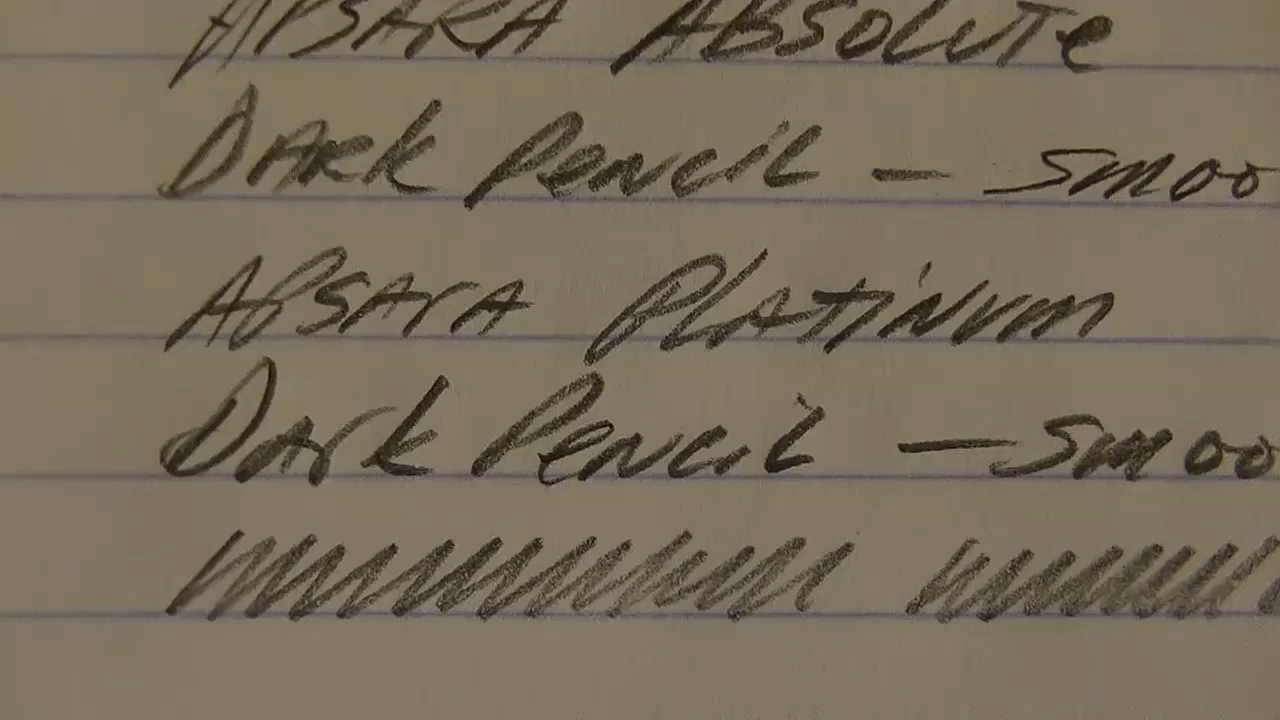 APSARA ABSOLUTE
DARK Pencil — smoo
APSArA PLATiNUM
DArk Pencil — Smoo